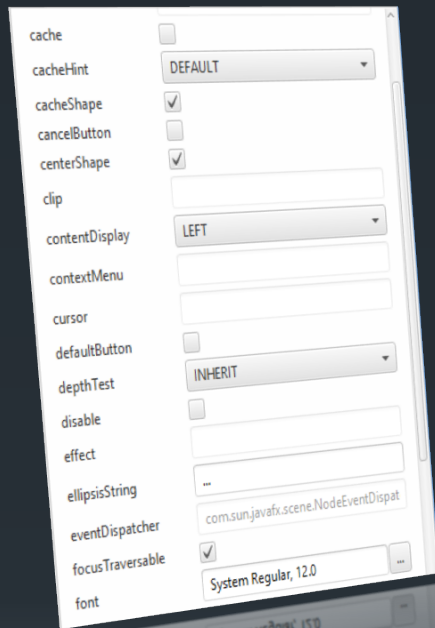 cache
cacheHint DEFAULT
cacheShape
cancelButton
centerShape
clip
contentDisplay LEFT
contextMenu
cursor
defaultButton
depthTest INHERIT
disable
effect
ellipsisString ...
eventDispatcher com.sun.javafx.scene.NodeEventDispat
focusTraversable
font System Regular, 12.0 ...